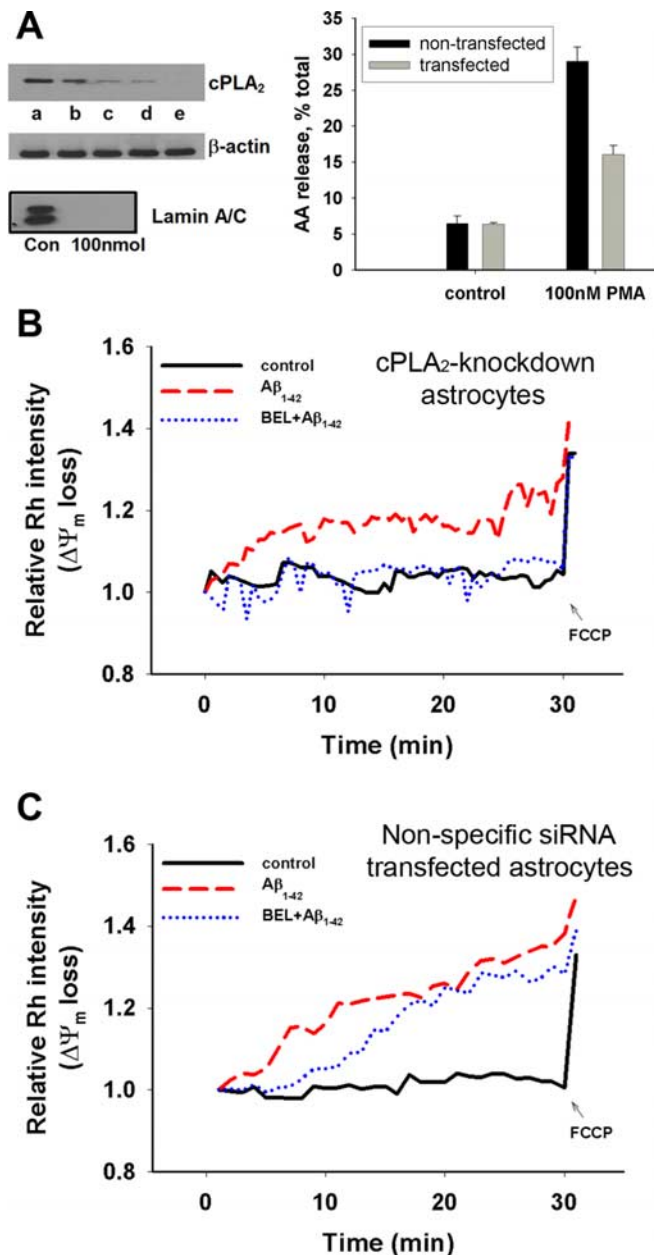 A
cPLA₂
a b c d e
β-actin
Lamin A/C
Con 100nmol
AA release, % total
35
30
25
20
15
10
5
0
non-transfected
transfected
control 100nM PMA
B
Relative Rh intensity
(ΔΨₘ loss)
1.6
1.4
1.2
1.0
0.8
control
Aβ₁₋₄₂
BEL+Aβ₁₋₄₂
cPLA₂-knockdown
astrocytes
FCCP
0 10 20 30
Time (min)
C
Relative Rh intensity
(ΔΨₘ loss)
1.6
1.4
1.2
1.0
0.8
control
Aβ₁₋₄₂
BEL+Aβ₁₋₄₂
Non-specific siRNA
transfected astrocytes
FCCP
0 10 20 30
Time (min)